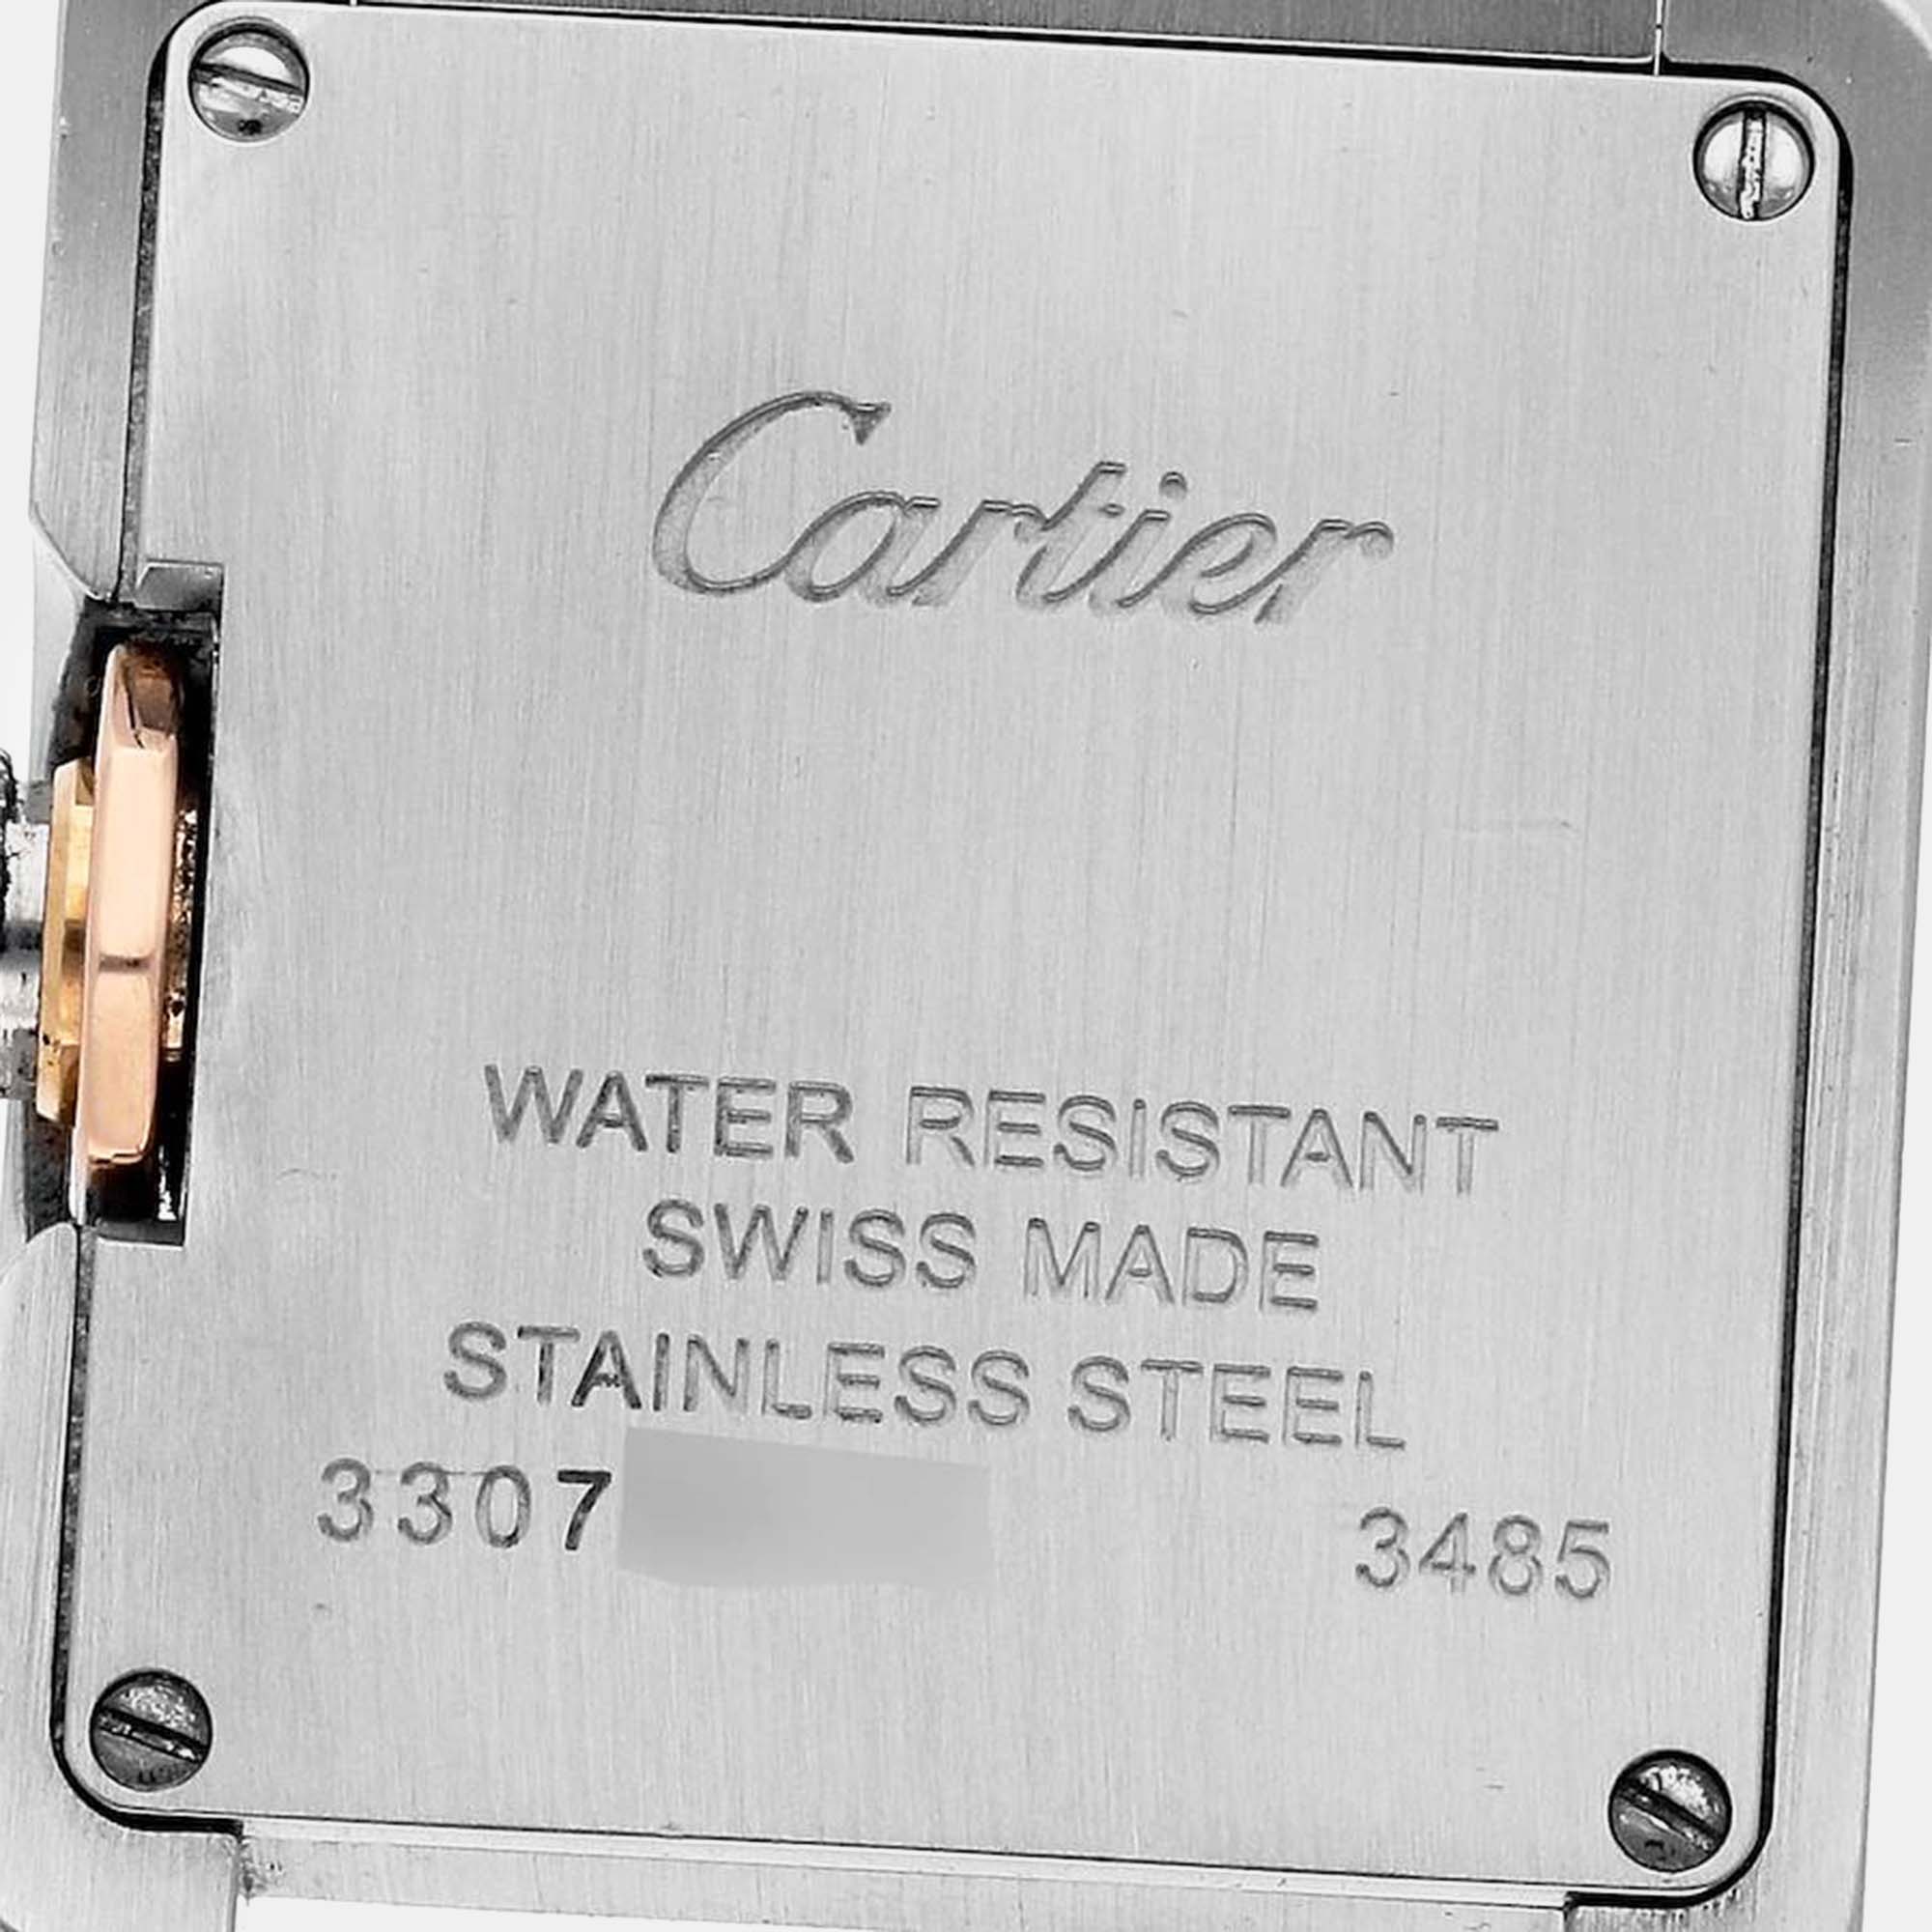 Cartier
WATER RESISTANT
SWISS MADE
STAINLESS STEEL
3307 3485